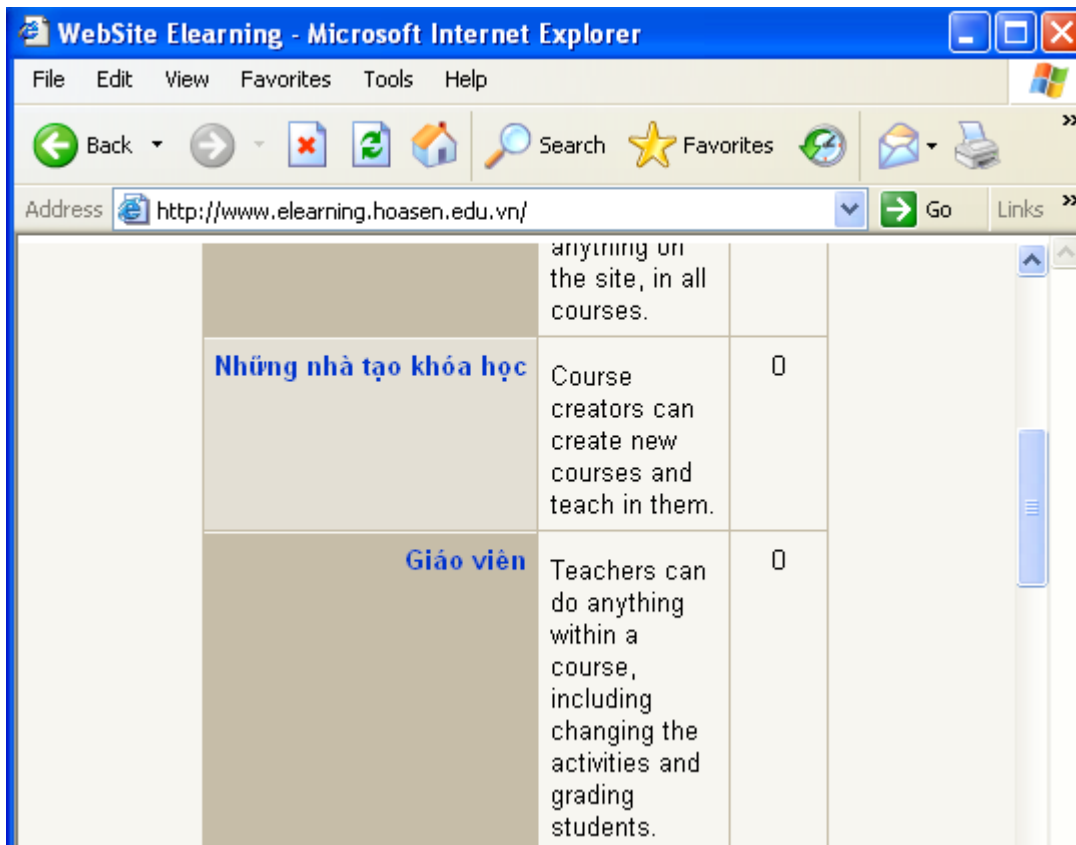 WebSite Elearning - Microsoft Internet Explorer
File Edit View Favorites Tools Help
Back Search Favorites
Address http://www.elearning.hoasen.edu.vn/ Go Links
anything on
the site, in all
courses.
Những nhà tạo khóa học
Course
creators can
create new
courses and
teach in them.
0
Giáo viên
Teachers can
do anything
within a
course,
including
changing the
activities and
grading
students.
0